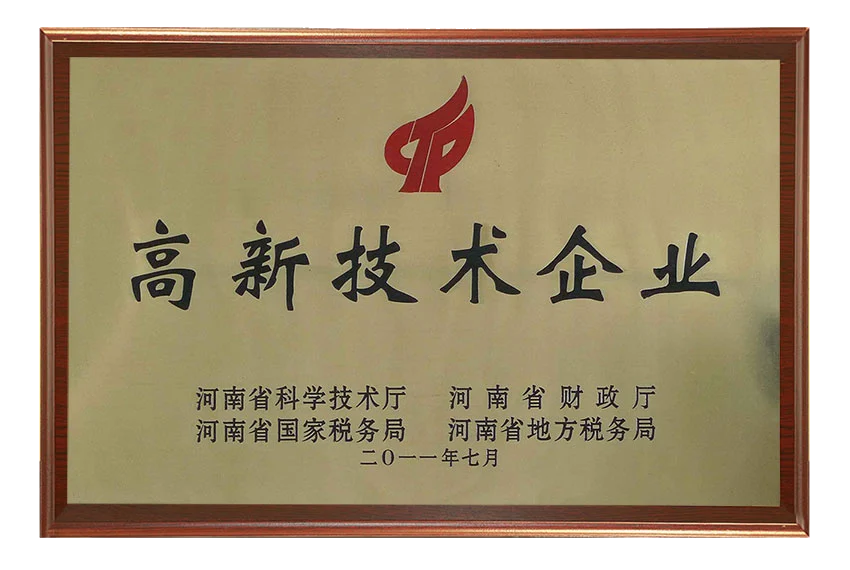 高新技术企业
河南省科学技术厅 河南省财政厅
河南省国家税务局 河南省地方税务局
二〇一一年七月